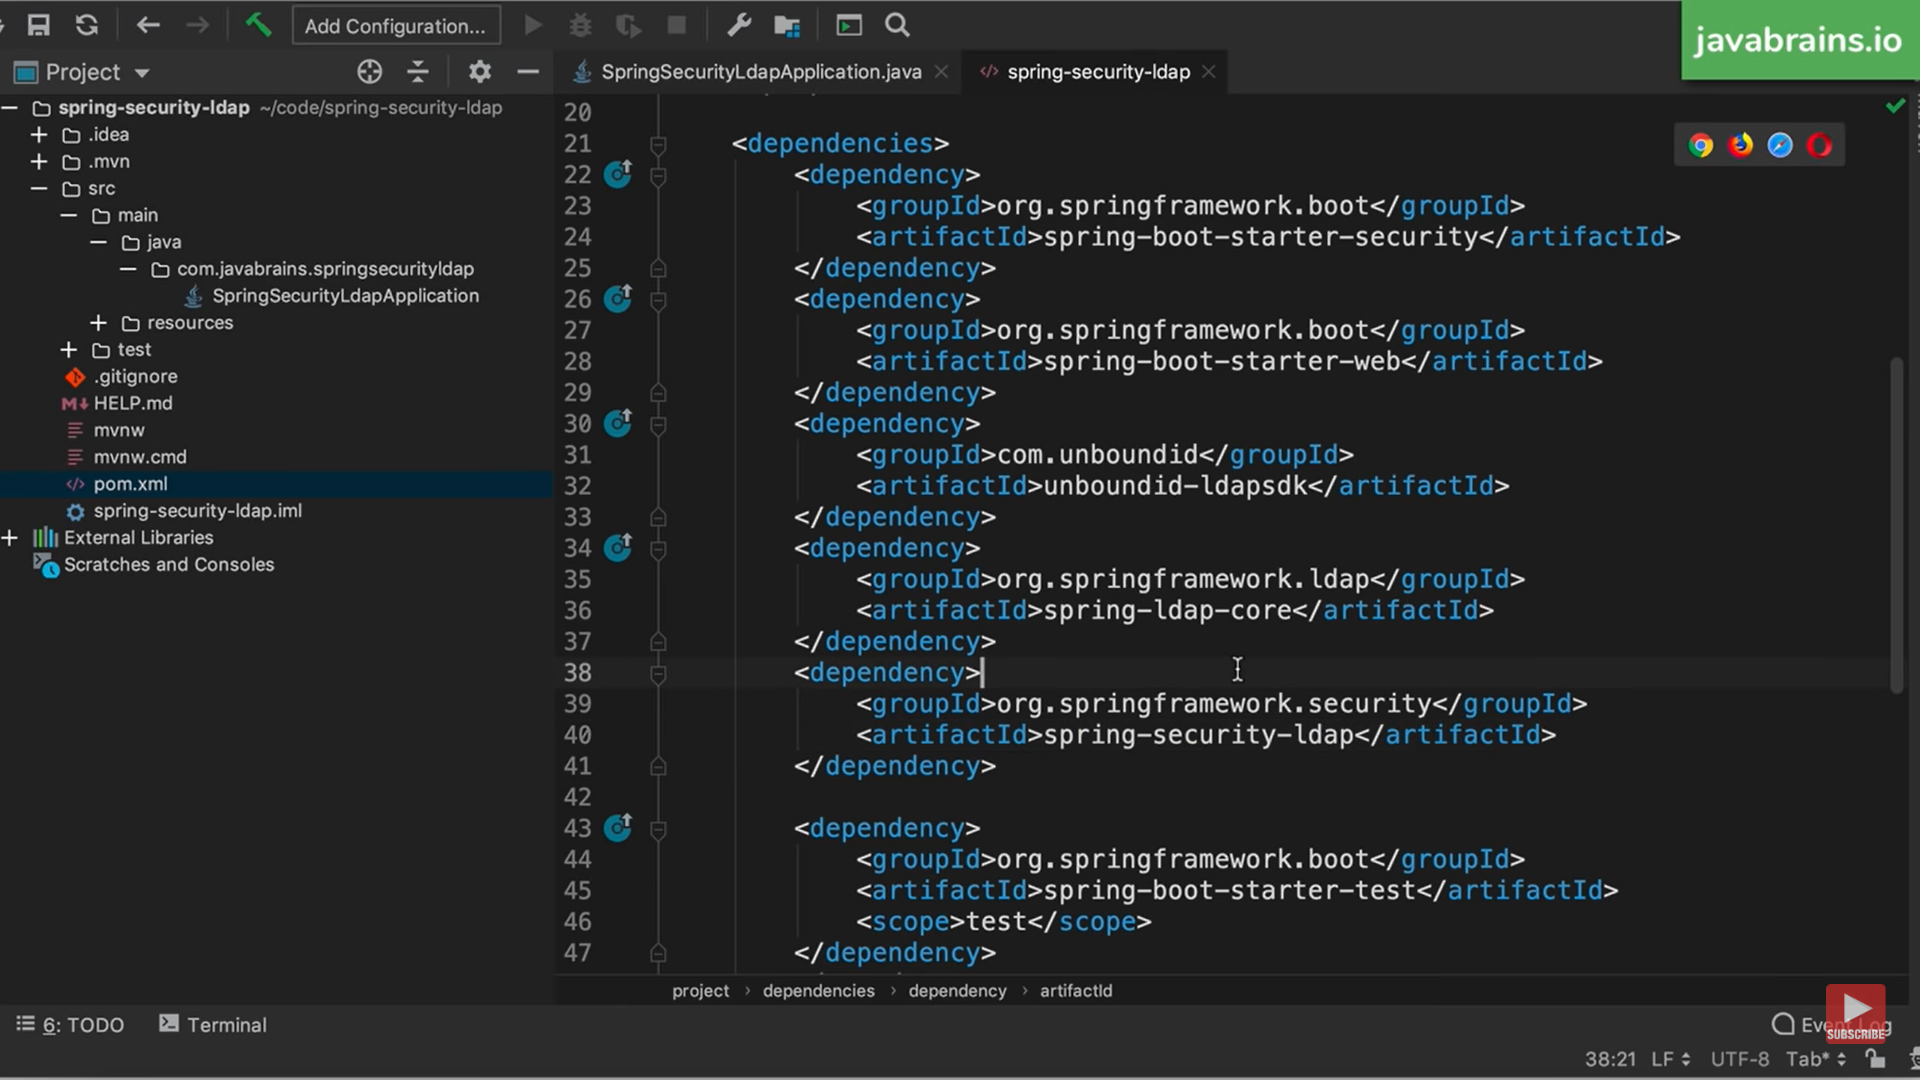 Add Configuration...
javabrains.io
Project
SpringSecurityLdapApplication.java
spring-security-ldap
spring-security-ldap ~/code/spring-security-ldap
.idea
.mvn
src
main
java
com.javabrains.springsecurityldap
SpringSecurityLdapApplication
resources
test
.gitignore
HELP.md
mvnw
mvnw.cmd
pom.xml
spring-security-ldap.iml
External Libraries
Scratches and Consoles
20
21 <dependencies>
22 <dependency>
23 <groupId>org.springframework.boot</groupId>
24 <artifactId>spring-boot-starter-security</artifactId>
25 </dependency>
26 <dependency>
27 <groupId>org.springframework.boot</groupId>
28 <artifactId>spring-boot-starter-web</artifactId>
29 </dependency>
30 <dependency>
31 <groupId>com.unboundid</groupId>
32 <artifactId>unboundid-ldapsdk</artifactId>
33 </dependency>
34 <dependency>
35 <groupId>org.springframework.ldap</groupId>
36 <artifactId>spring-ldap-core</artifactId>
37 </dependency>
38 <dependency>
39 <groupId>org.springframework.security</groupId>
40 <artifactId>spring-security-ldap</artifactId>
41 </dependency>
42
43 <dependency>
44 <groupId>org.springframework.boot</groupId>
45 <artifactId>spring-boot-starter-test</artifactId>
46 <scope>test</scope>
47 </dependency>
project › dependencies › dependency › artifactId
6: TODO
Terminal
Event Log
SUBSCRIBE
38:21 LF UTF-8 Tab*